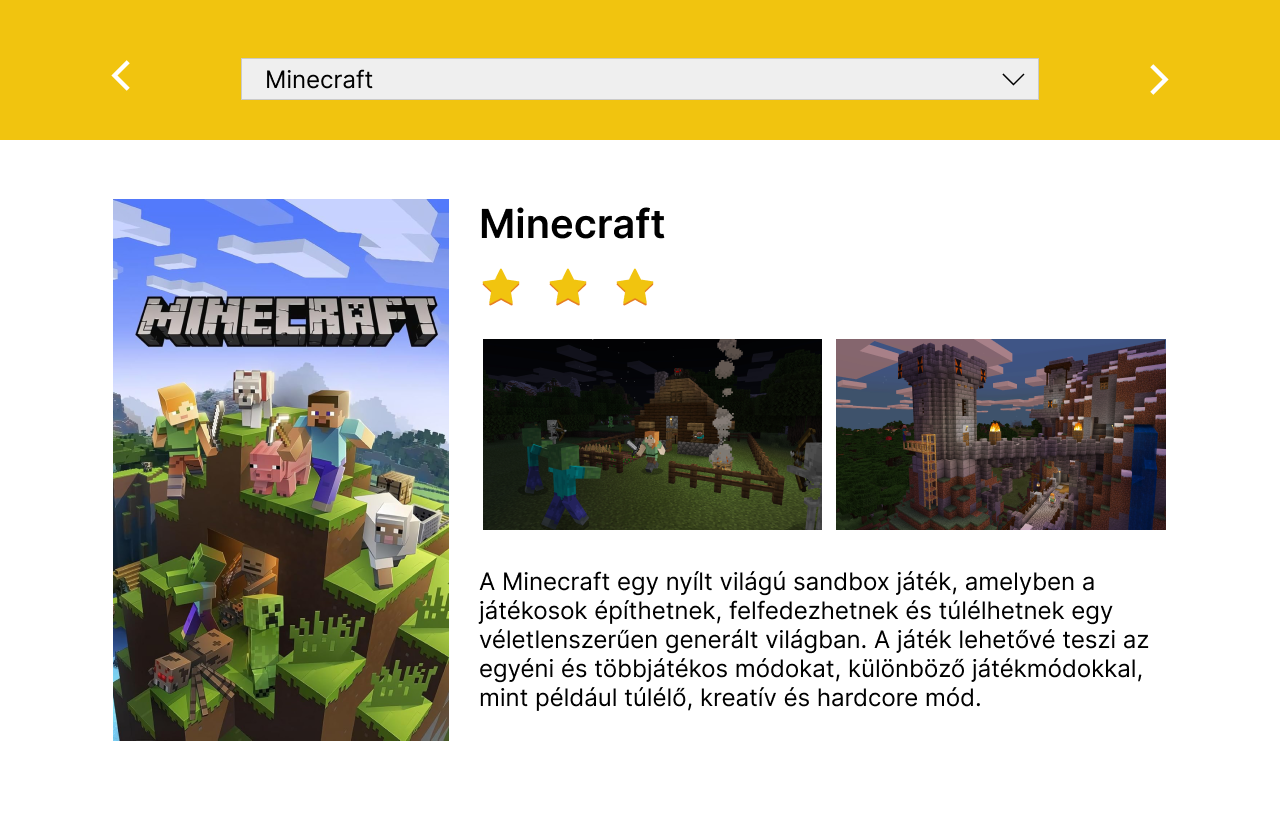 Minecraft
MINECRAFT
Minecraft
A Minecraft egy nyílt világú sandbox játék, amelyben a
játékosok építhetnek, felfedezhetnek és túlélhetnek egy
véletlenszerűen generált világban. A játék lehetővé teszi az
egyéni és többjátékos módokat, különböző játékmódokkal,
mint például túlélő, kreatív és hardcore mód.